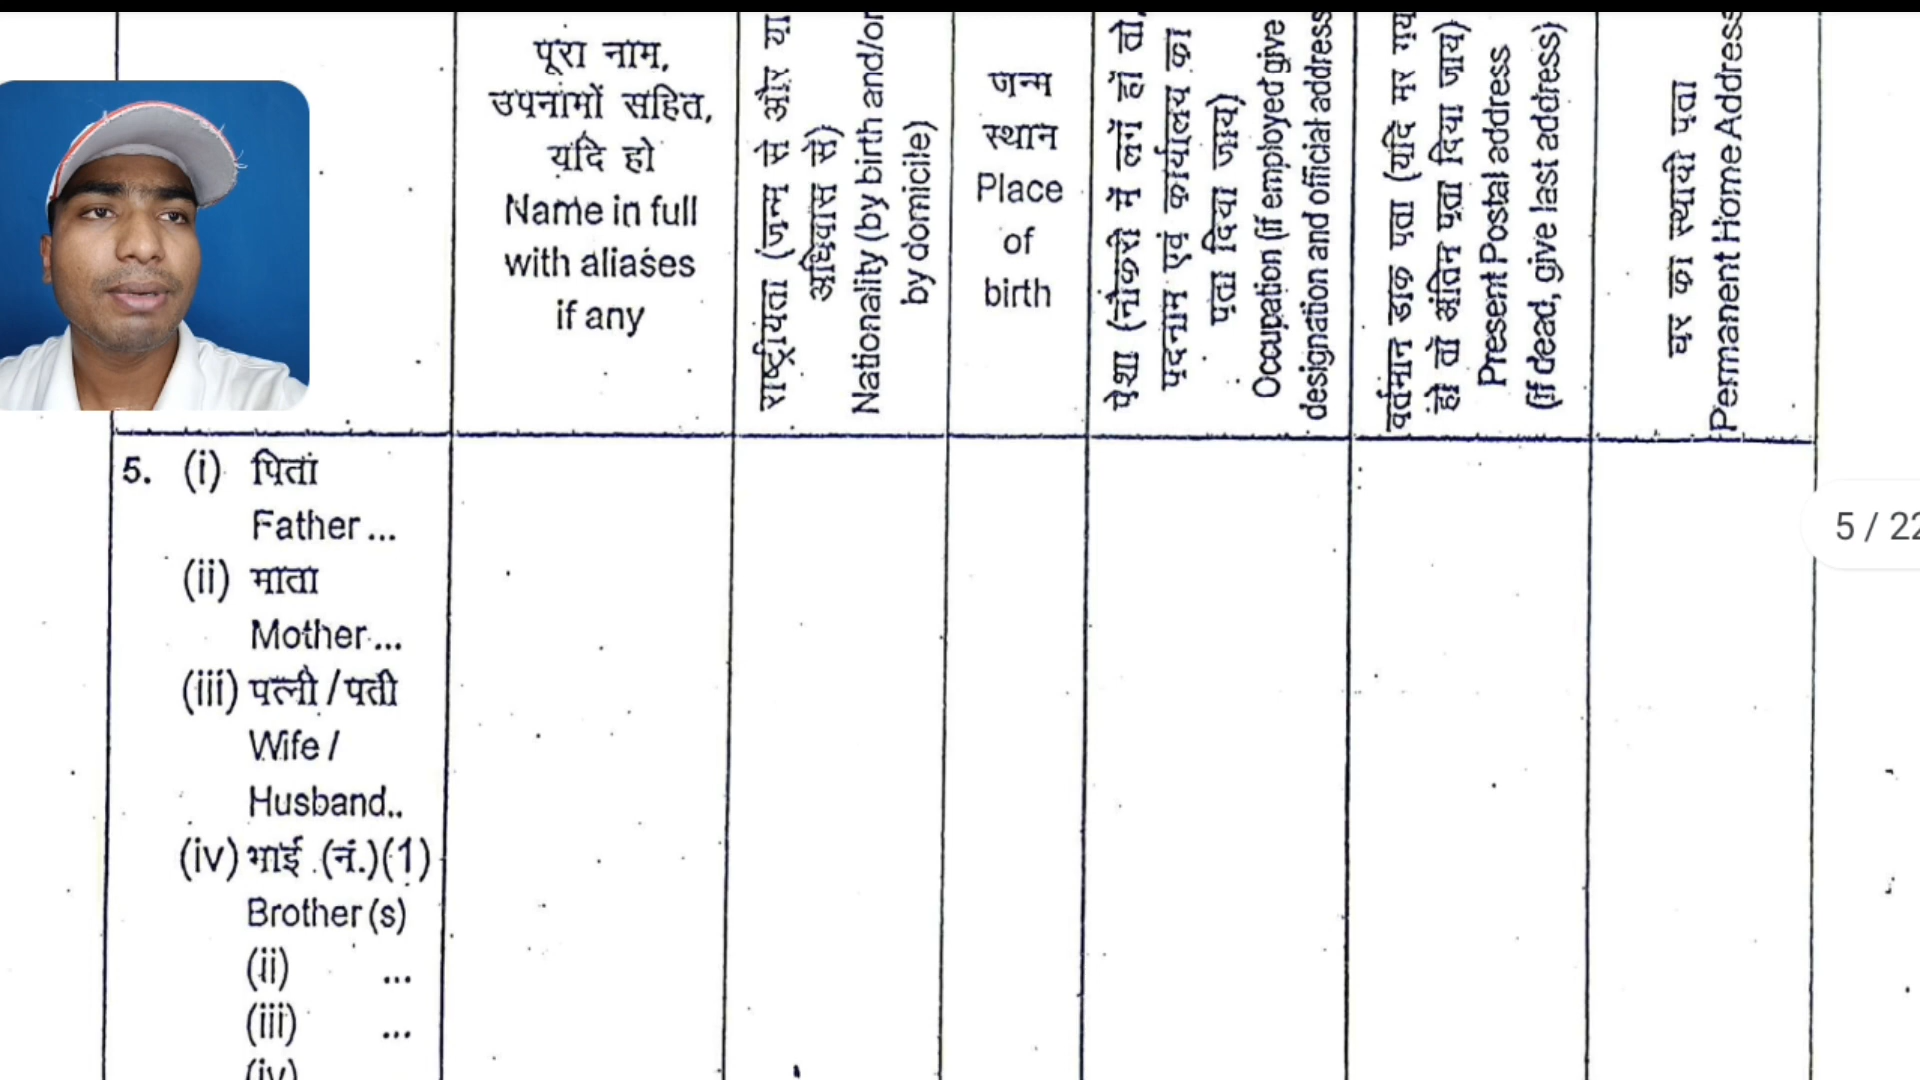 पूरा नाम,
उपनामों सहित,
यदि हो
Name in full
with aliases
if any
राष्ट्रीयता (जन्म से और या
अधिवास से)
Nationality (by birth and/or
by domicile)
जन्म
स्थान
Place
of
birth
पेशा (नौकरी में लगें हों तो,
पदनाम एवं कार्यालय का
पता दिया जाय)
Occupation (if employed give
designation and official address
वर्तमान डाक पता (यदि मर गए
हो तो अंतिम पता दिया जाय)
Present Postal address
(if dead, give last address)
घर का स्थायी पता
Permanent Home Address
5. (i) पिता
Father ...
(ii) माता
Mother ...
(iii) पत्नी / पती
Wife /
Husband..
(iv) भाई (नं.)(1)
Brother (s)
(ii) ...
(iii) ...
(iv)
5 / 22